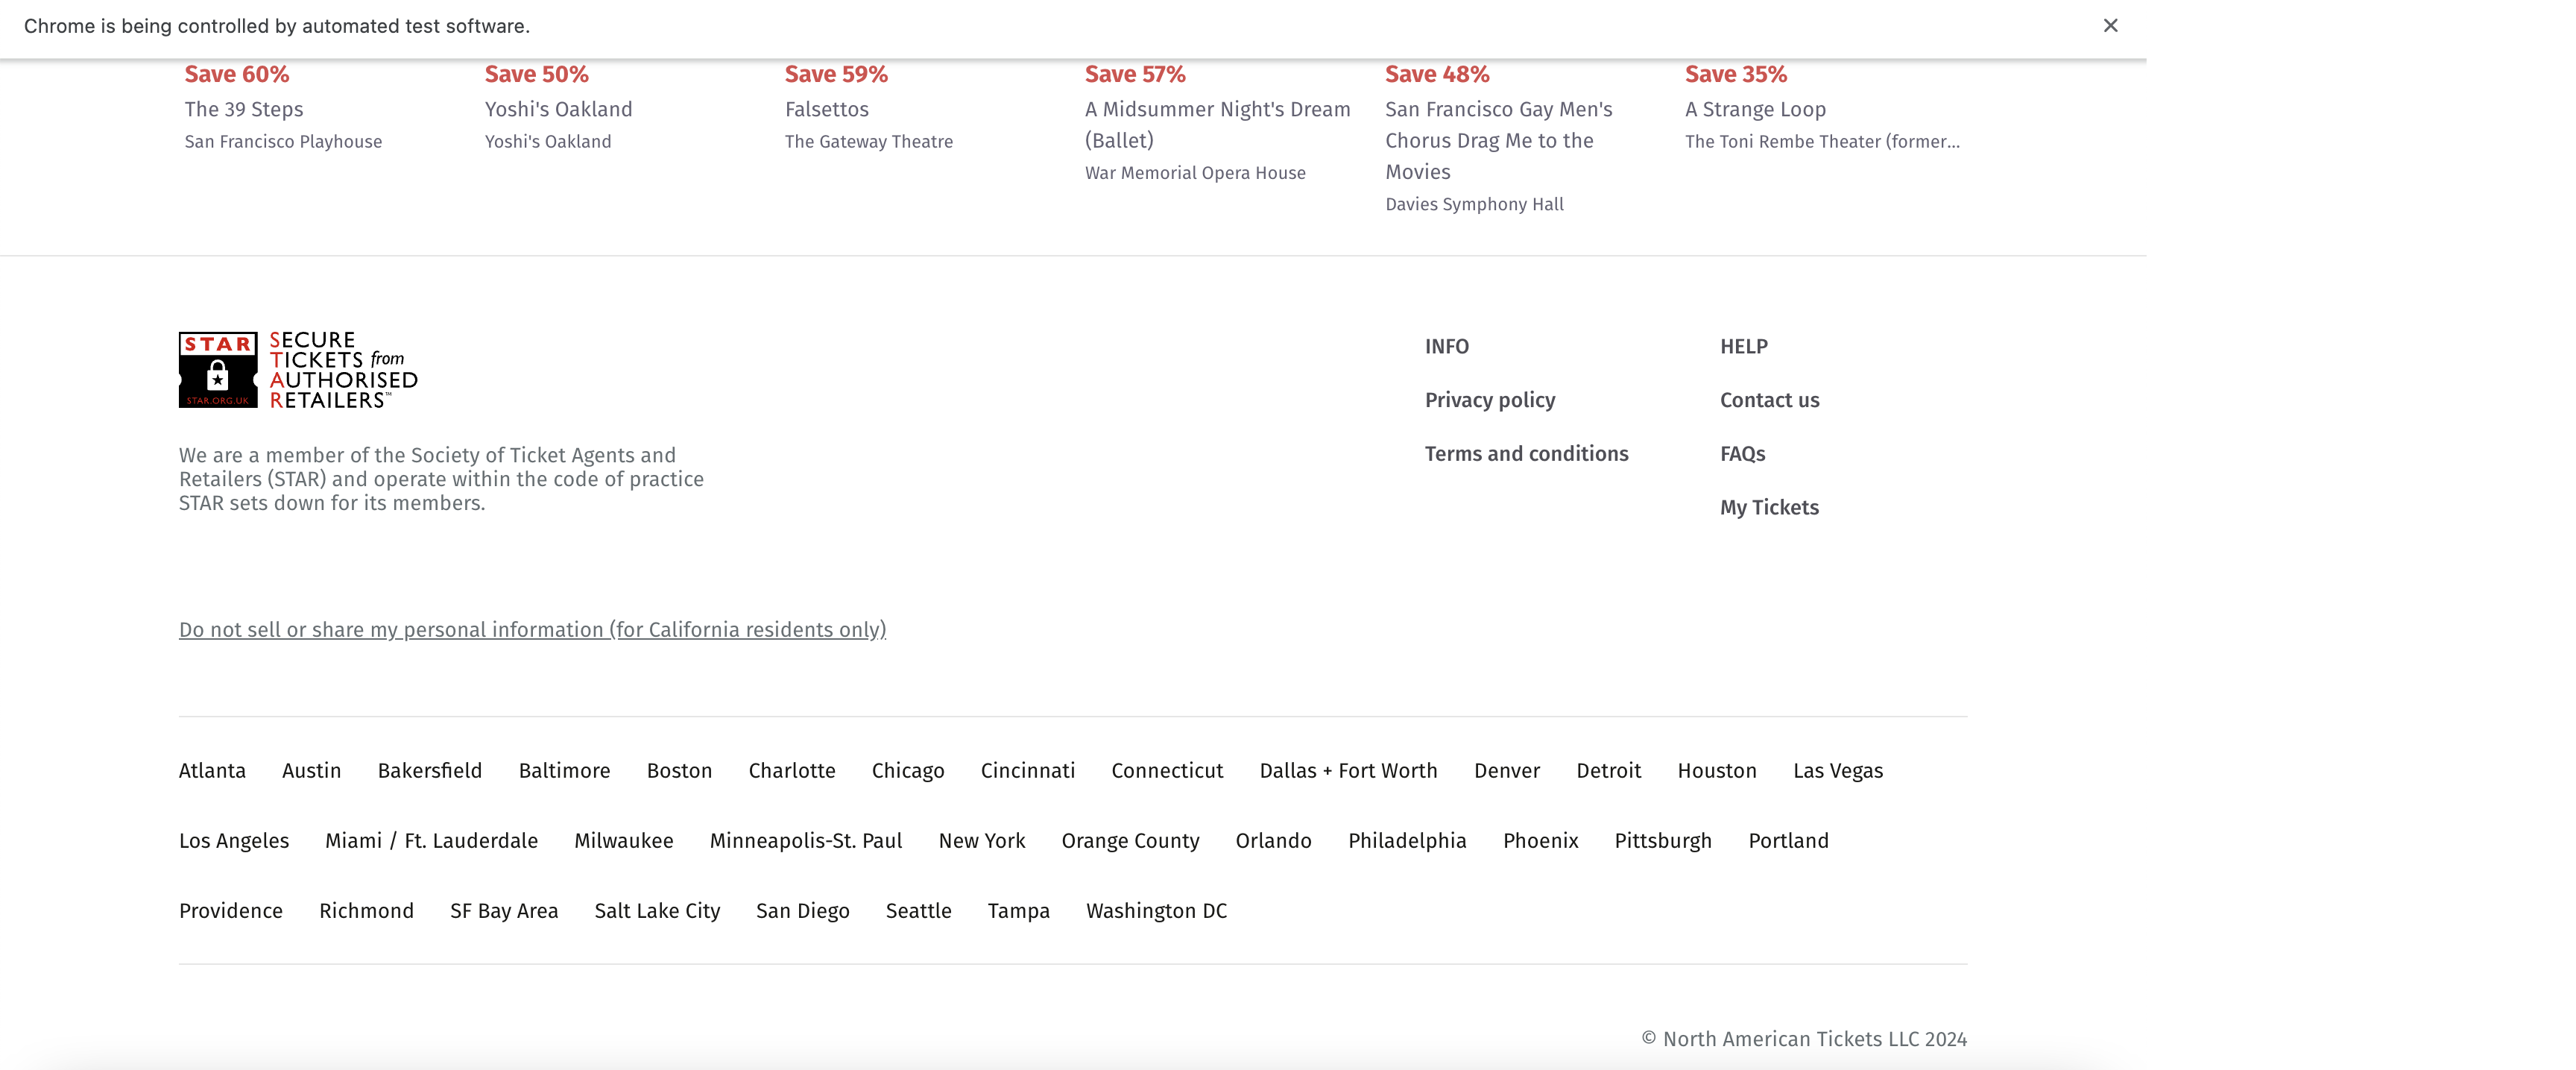 Chrome is being controlled by automated test software.
Save 60%
The 39 Steps
San Francisco Playhouse
Save 50%
Yoshi's Oakland
Yoshi's Oakland
Save 59%
Falsettos
The Gateway Theatre
Save 57%
A Midsummer Night's Dream
(Ballet)
War Memorial Opera House
Save 48%
San Francisco Gay Men's
Chorus Drag Me to the
Movies
Davies Symphony Hall
Save 35%
A Strange Loop
The Toni Rembe Theater (former...
STAR
STAR.ORG.UK
SECURE
TICKETS from
AUTHORISED
RETAILERS™
We are a member of the Society of Ticket Agents and
Retailers (STAR) and operate within the code of practice
STAR sets down for its members.
INFO
Privacy policy
Terms and conditions
HELP
Contact us
FAQs
My Tickets
Do not sell or share my personal information (for California residents only)
Atlanta Austin Bakersfield Baltimore Boston Charlotte Chicago Cincinnati Connecticut Dallas + Fort Worth Denver Detroit Houston Las Vegas
Los Angeles Miami / Ft. Lauderdale Milwaukee Minneapolis-St. Paul New York Orange County Orlando Philadelphia Phoenix Pittsburgh Portland
Providence Richmond SF Bay Area Salt Lake City San Diego Seattle Tampa Washington DC
© North American Tickets LLC 2024